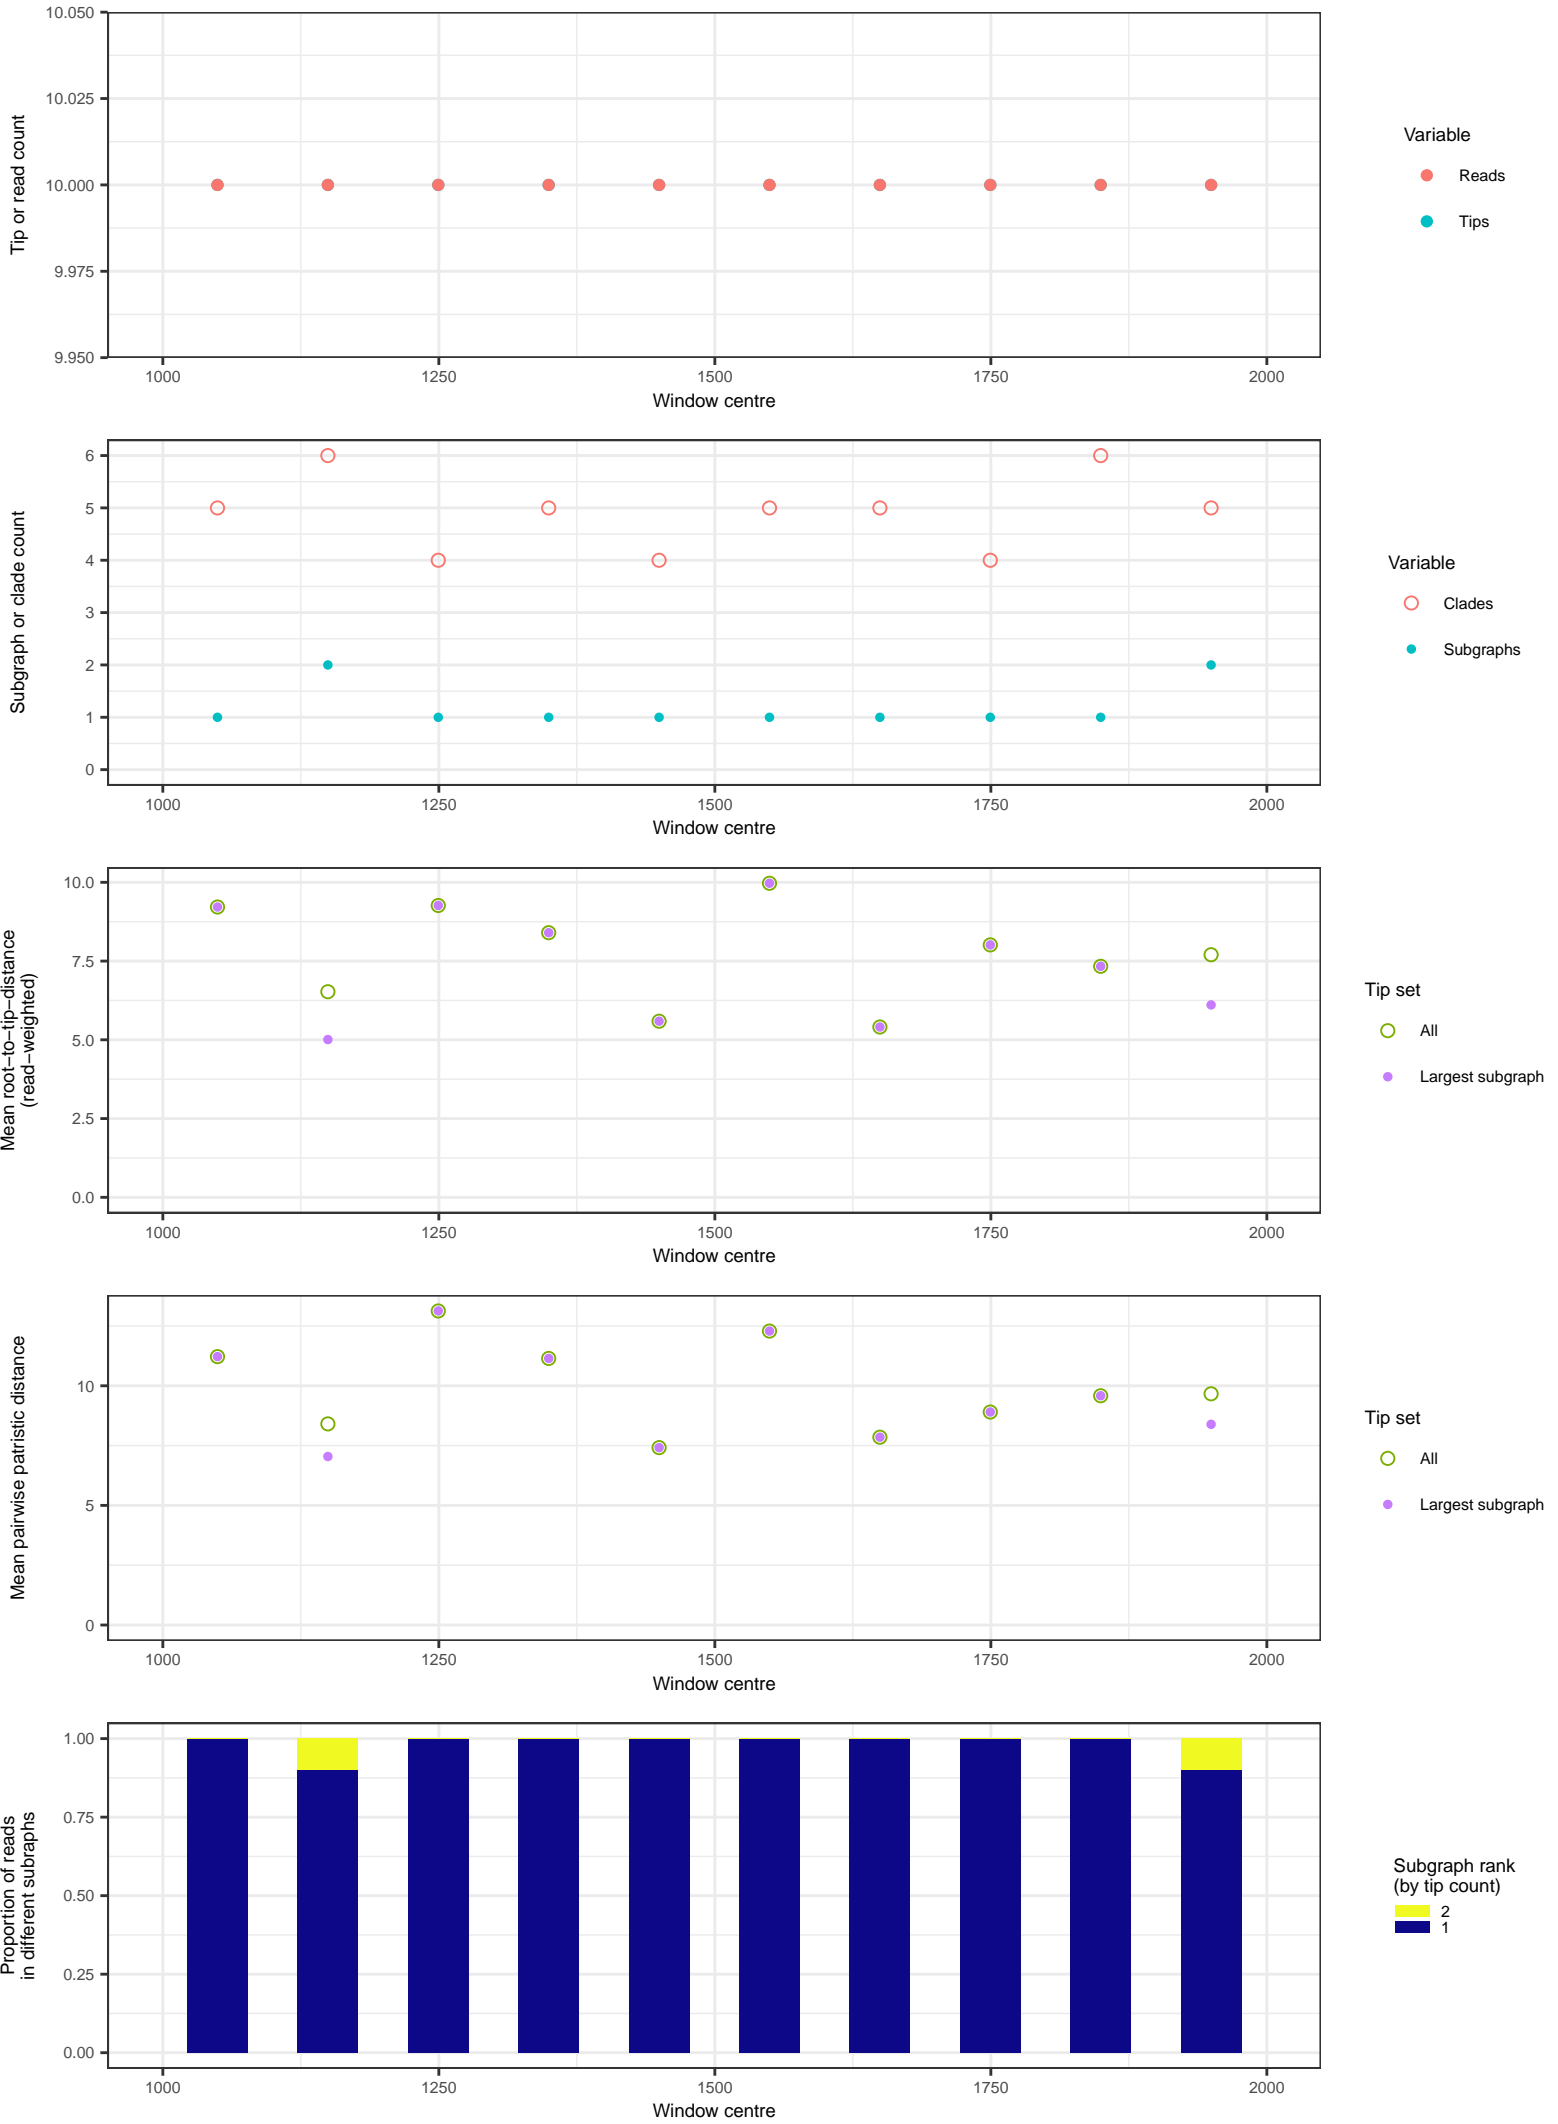 10.050
10.025
10.000
9.975
9.950
Tip or read count
1000 1250 1500 1750 2000
Window centre
Variable
Reads
Tips
6
5
4
3
2
1
0
Subgraph or clade count
1000 1250 1500 1750 2000
Window centre
Variable
Clades
Subgraphs
10.0
7.5
5.0
2.5
0.0
Mean root−to−tip−distance
(read−weighted)
1000 1250 1500 1750 2000
Window centre
Tip set
All
Largest subgraph
10
5
0
Mean pairwise patristic distance
1000 1250 1500 1750 2000
Window centre
Tip set
All
Largest subgraph
1.00
0.75
0.50
0.25
0.00
Proportion of reads
in different subraphs
1000 1250 1500 1750 2000
Window centre
Subgraph rank
(by tip count)
2
1